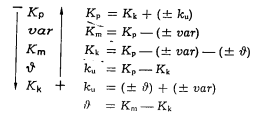 — Kp Kp = Kk + (± ku)
var Km = Kp — (± var)
Km Kk = Kp — (± var) — (± ϑ)
ϑ ku = Kp — Kk
Kk + ku = (± ϑ) + (± var)
ϑ = Km — Kk